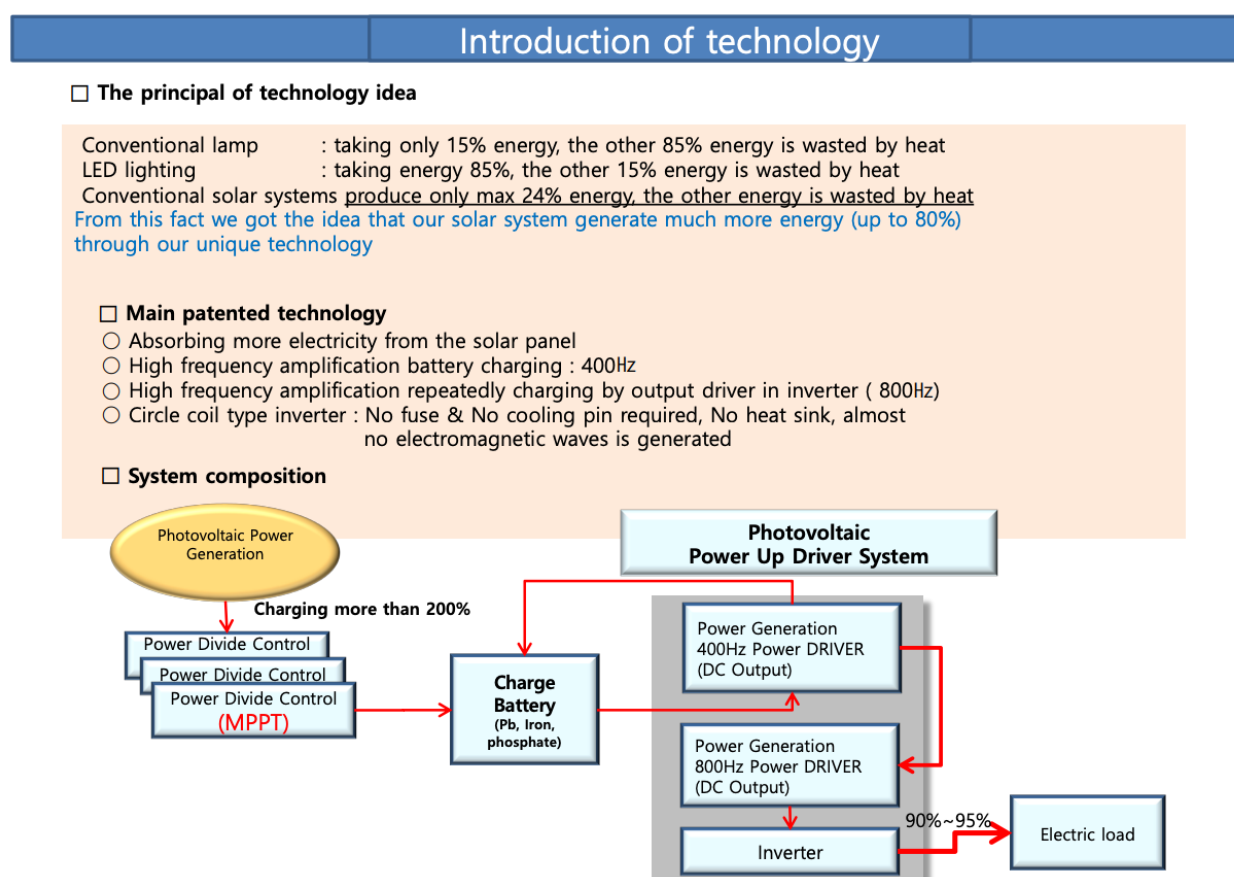 Introduction of technology
□ The principal of technology idea
Conventional lamp : taking only 15% energy, the other 85% energy is wasted by heat
LED lighting : taking energy 85%, the other 15% energy is wasted by heat
Conventional solar systems produce only max 24% energy, the other energy is wasted by heat
From this fact we got the idea that our solar system generate much more energy (up to 80%)
through our unique technology
□ Main patented technology
○ Absorbing more electricity from the solar panel
○ High frequency amplification battery charging : 400Hz
○ High frequency amplification repeatedly charging by output driver in inverter ( 800Hz)
○ Circle coil type inverter : No fuse & No cooling pin required, No heat sink, almost
no electromagnetic waves is generated
□ System composition
Photovoltaic Power
Generation
Photovoltaic
Power Up Driver System
Charging more than 200%
Power Divide Control
Power Divide Control
Power Divide Control
(MPPT)
Charge
Battery
(Pb, Iron,
phosphate)
Power Generation
400Hz Power DRIVER
(DC Output)
Power Generation
800Hz Power DRIVER
(DC Output)
Inverter
90%~95%
Electric load